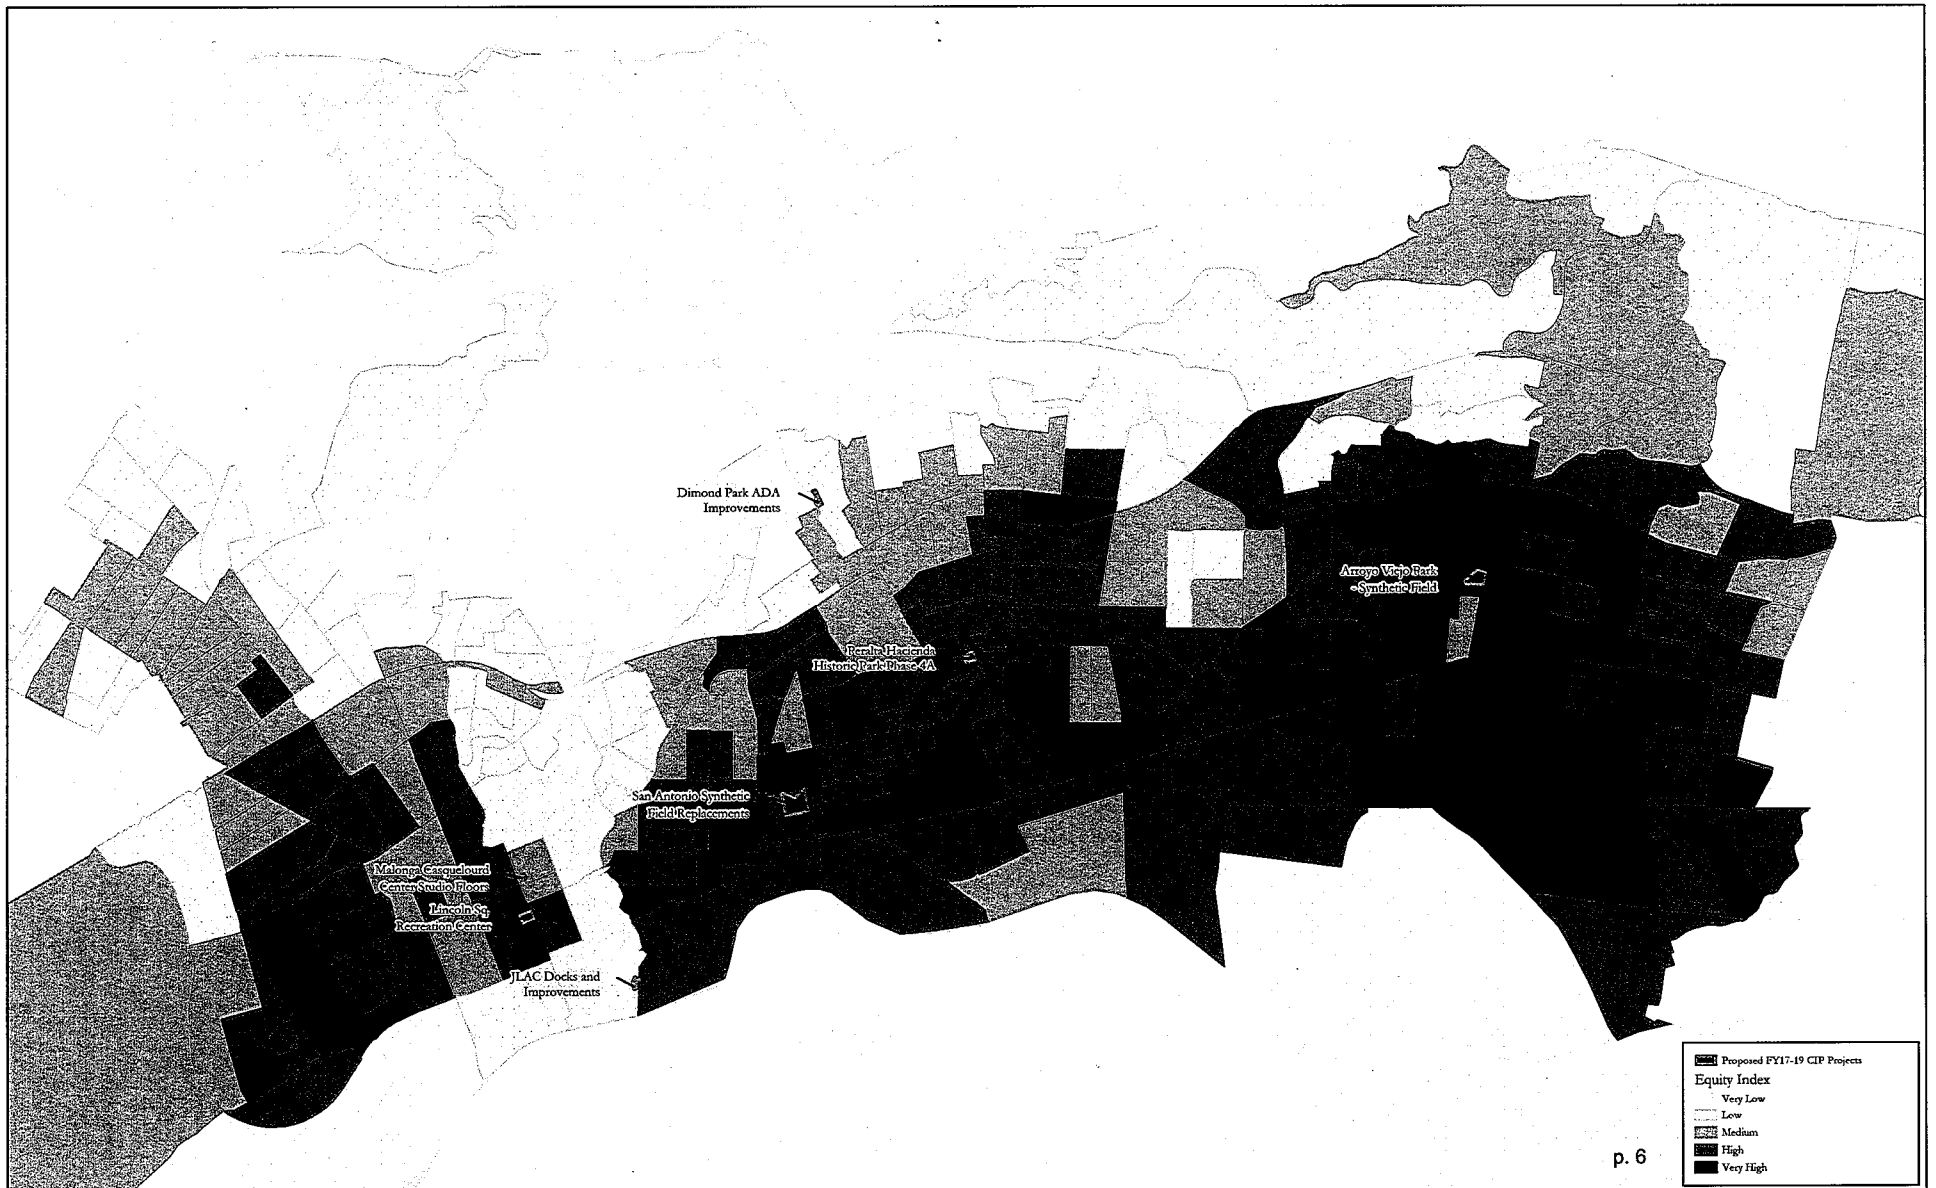 Dimond Park ADA
Improvements
Arroyo Viejo Park
- Synthetic Field
Peralta Hacienda
Historic Park Phase 4A
San Antonio Synthetic
Field Replacements
Malonga Casquelourd
Center Studio Floors
Lincoln Sq
Recreation Center
JLAC Docks and
Improvements
Proposed FY17-19 CIP Projects
Equity Index
Very Low
Low
Medium
High
Very High
p. 6